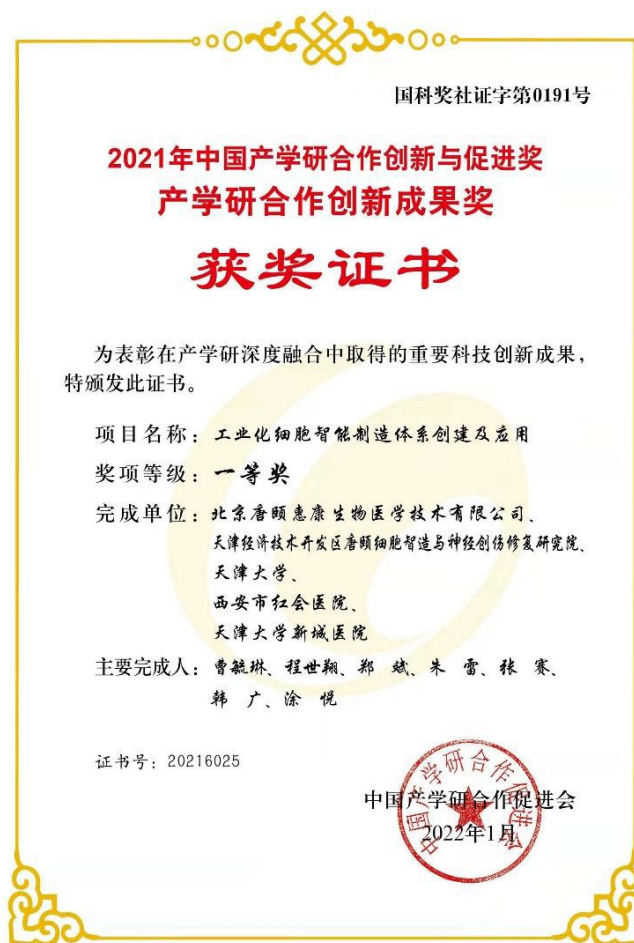 国科奖社证字第0191号
2021年中国产学研合作创新与促进奖
产学研合作创新成果奖
获奖证书
为表彰在产学研深度融合中取得的重要科技创新成果，
特颁发此证书。
项目名称：工业化细胞智能制造体系创建及应用
奖项等级：一等奖
完成单位：北京唐颐惠康生物医学技术有限公司、
天津经济技术开发区唐颐细胞智造与神经创伤修复研究院、
天津大学、
西安市红会医院、
天津大学新城医院
主要完成人：曹毓琳、程世翔、郑 斌、朱 雷、张 赛、
韩 广、涂 悦
证书号：20216025
中国产学研合作促进会
2022年1月
中国产学研合作促进会